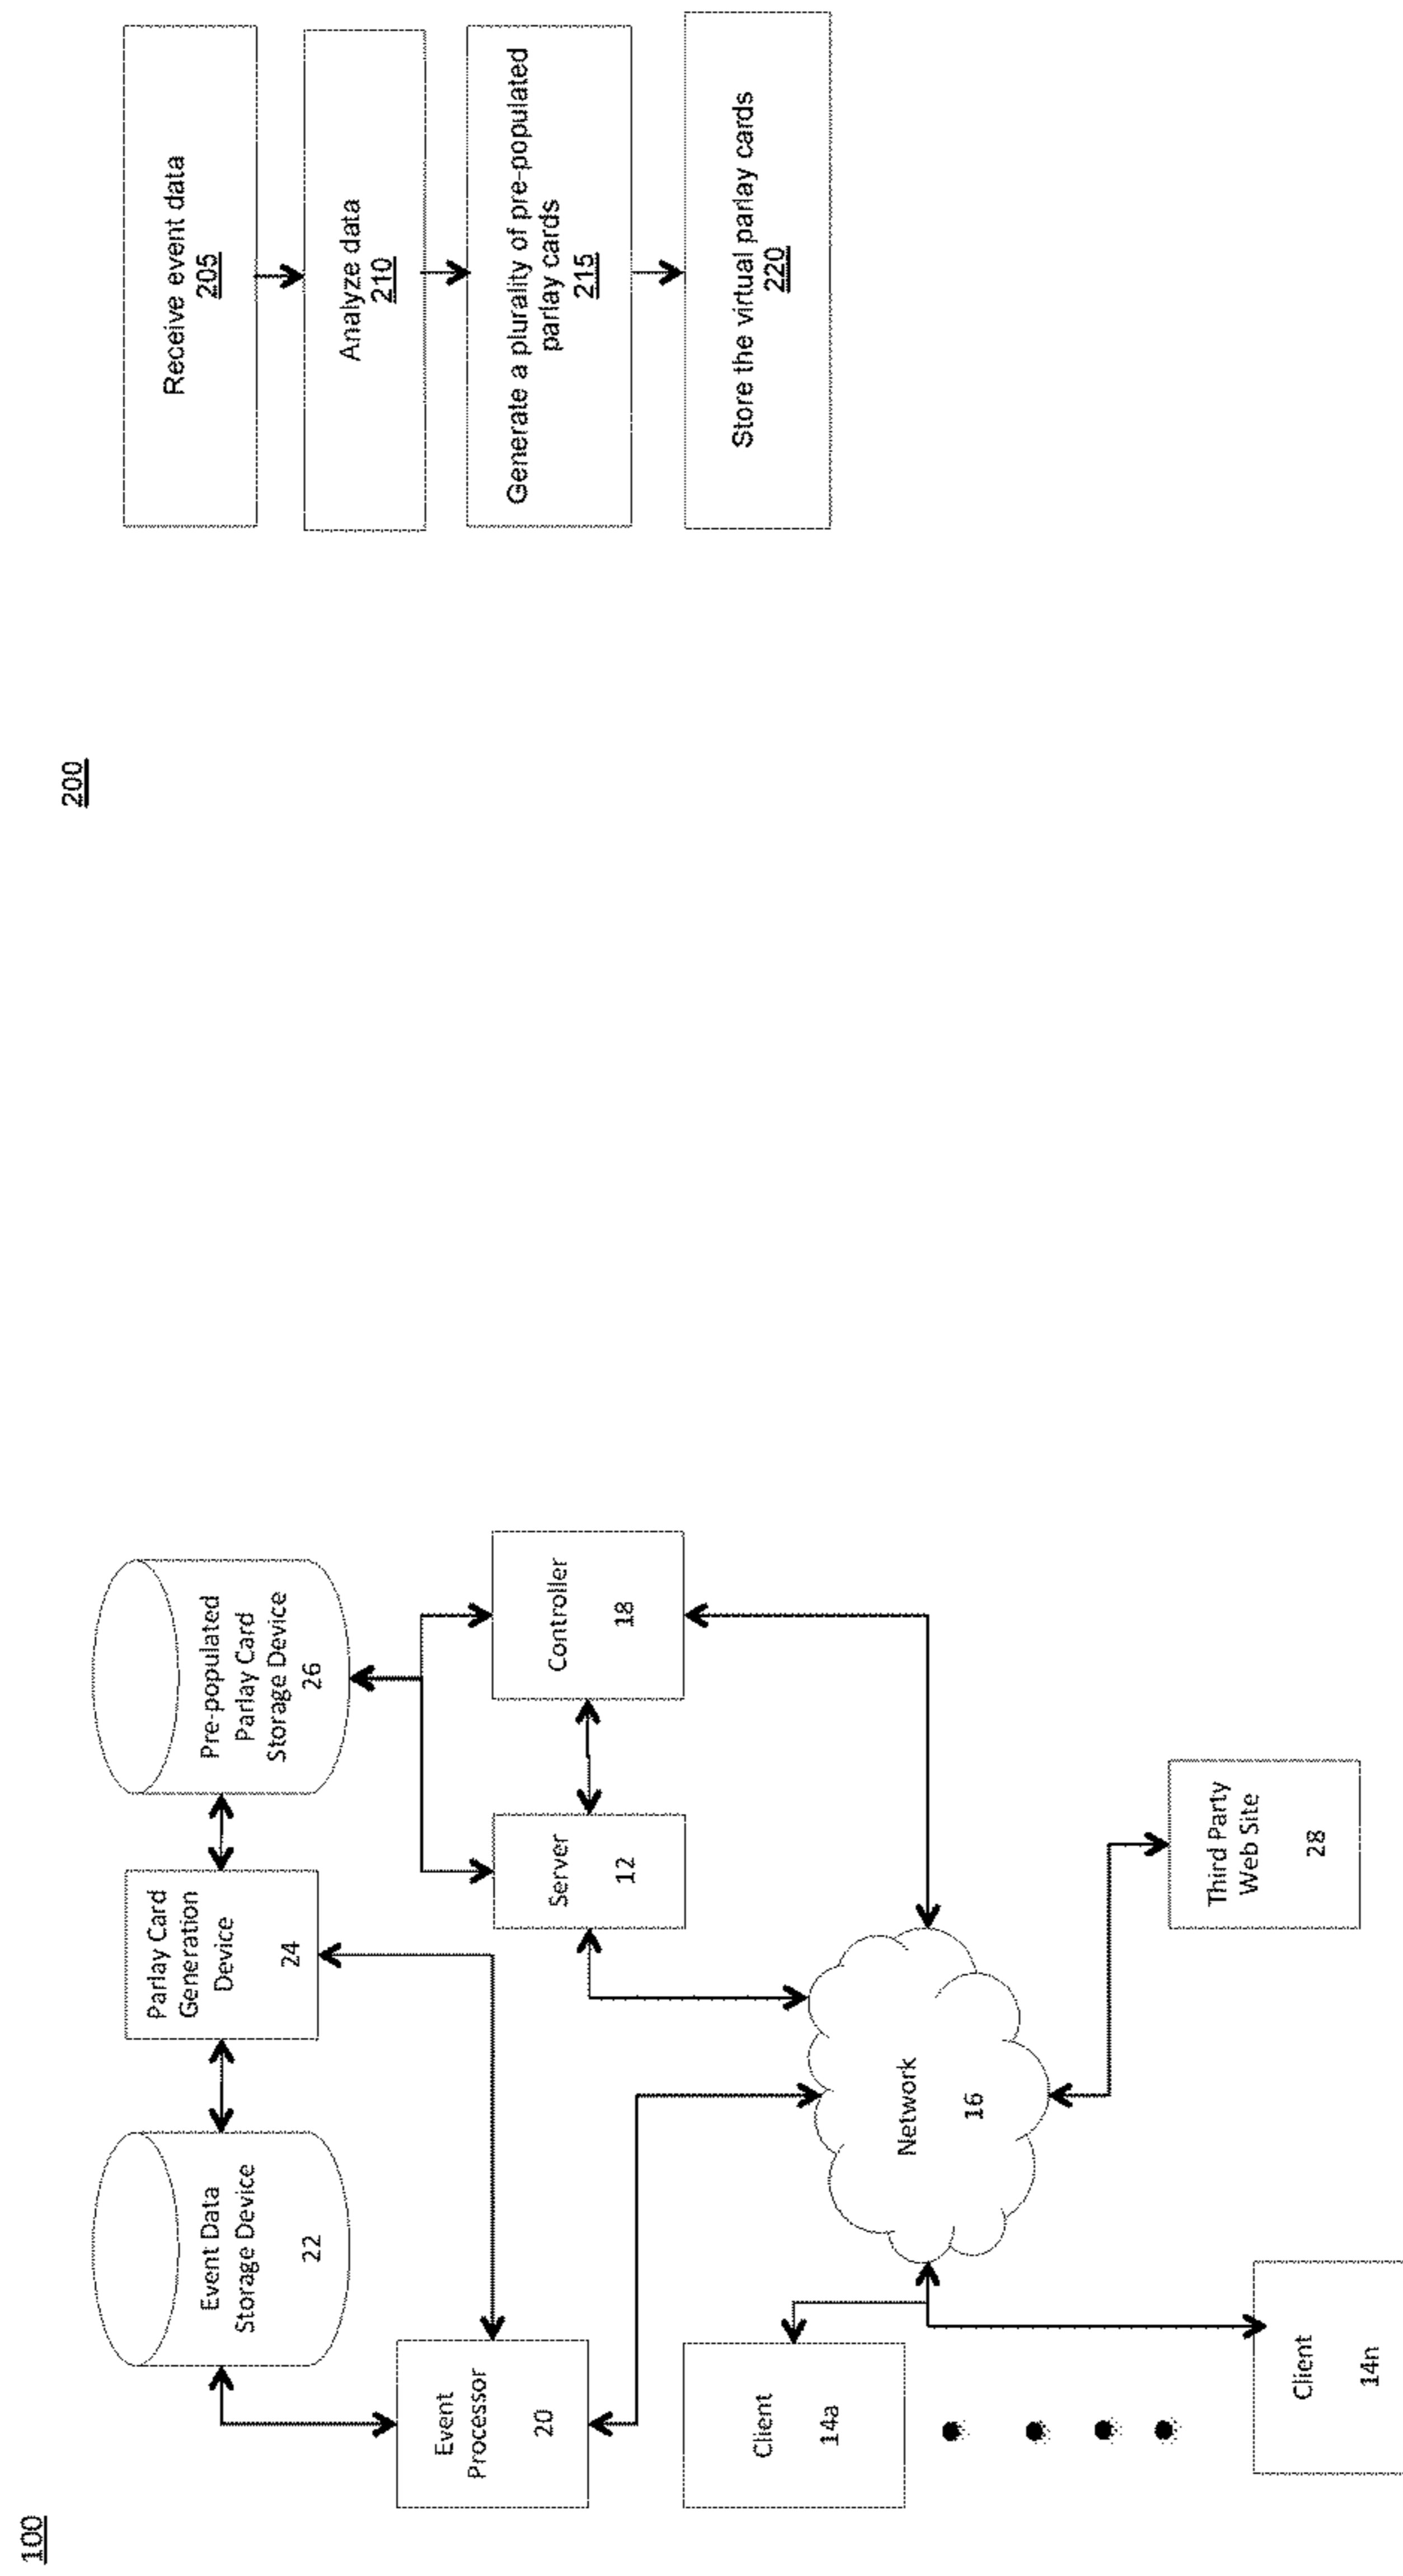 100
Event Data
Storage Device
22
Parlay Card
Generation
Device
24
Pre-populated
Parlay Card
Storage Device
26
Event
Processor
20
Server
12
Controller
18
Client
14a
Network
16
Client
14n
Third Party
Web Site
28
200
Receive event data
205
Analyze data
210
Generate a plurality of pre-populated
parlay cards
215
Store the virtual parlay cards
220